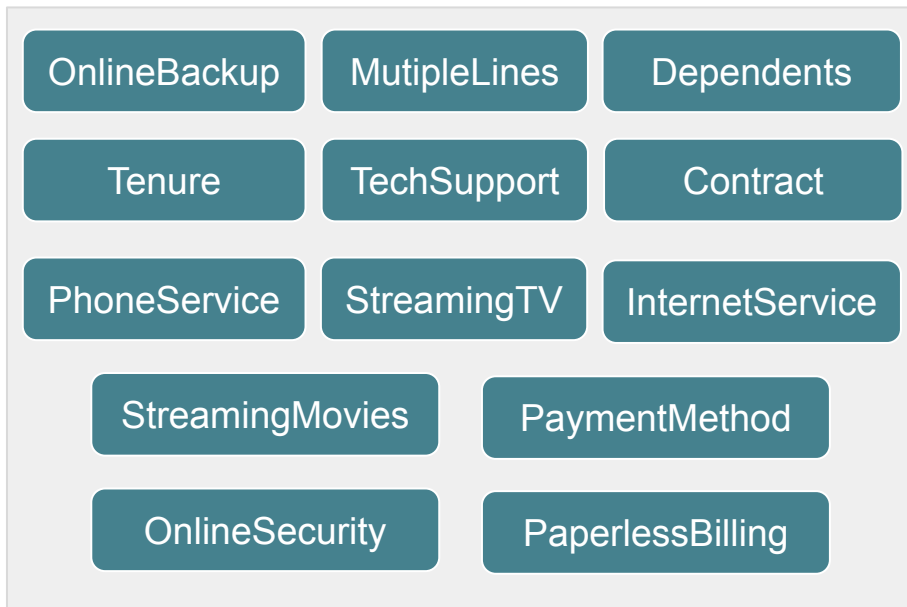 OnlineBackup
MutipleLines
Dependents
Tenure
TechSupport
Contract
PhoneService
StreamingTV
InternetService
StreamingMovies
PaymentMethod
OnlineSecurity
PaperlessBilling